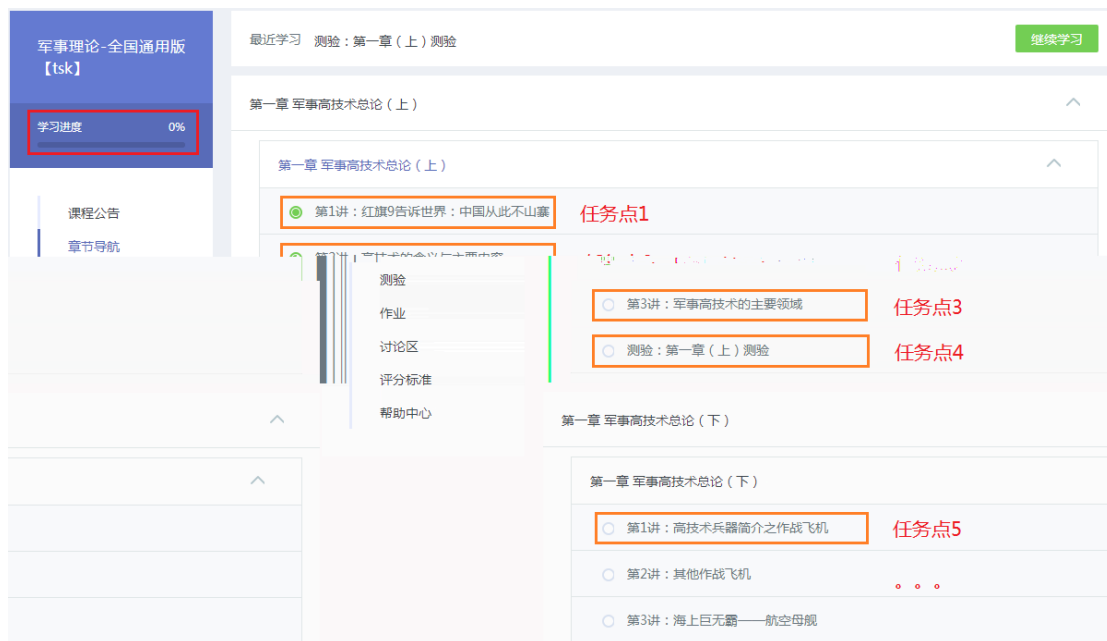 军事理论-全国通用版
【tsk】
学习进度 0%
课程公告
章节导航
最近学习 测验：第一章（上）测验
继续学习
第一章 军事高技术总论（上）
第一章 军事高技术总论（上）
第1讲：红旗9告诉世界：中国从此不山寨 任务点1
测验
作业
讨论区
评分标准
帮助中心
第3讲：军事高技术的主要领域 任务点3
测验：第一章（上）测验 任务点4
第一章 军事高技术总论（下）
第一章 军事高技术总论（下）
第1讲：高技术兵器简介之作战飞机 任务点5
第2讲：其他作战飞机
。。。
第3讲：海上巨无霸——航空母舰